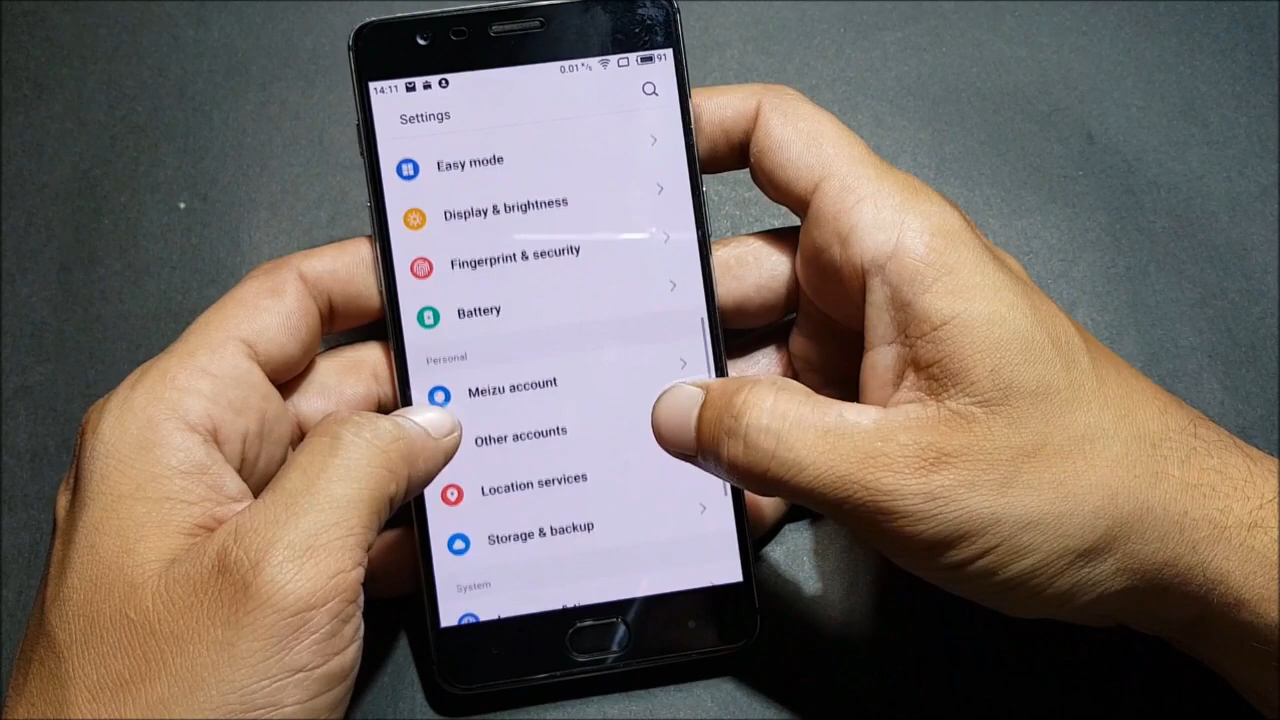 14:11 0.01 K/s 91
Settings
Easy mode
Display & brightness
Fingerprint & security
Battery
Personal
Meizu account
Other accounts
Location services
Storage & backup
System